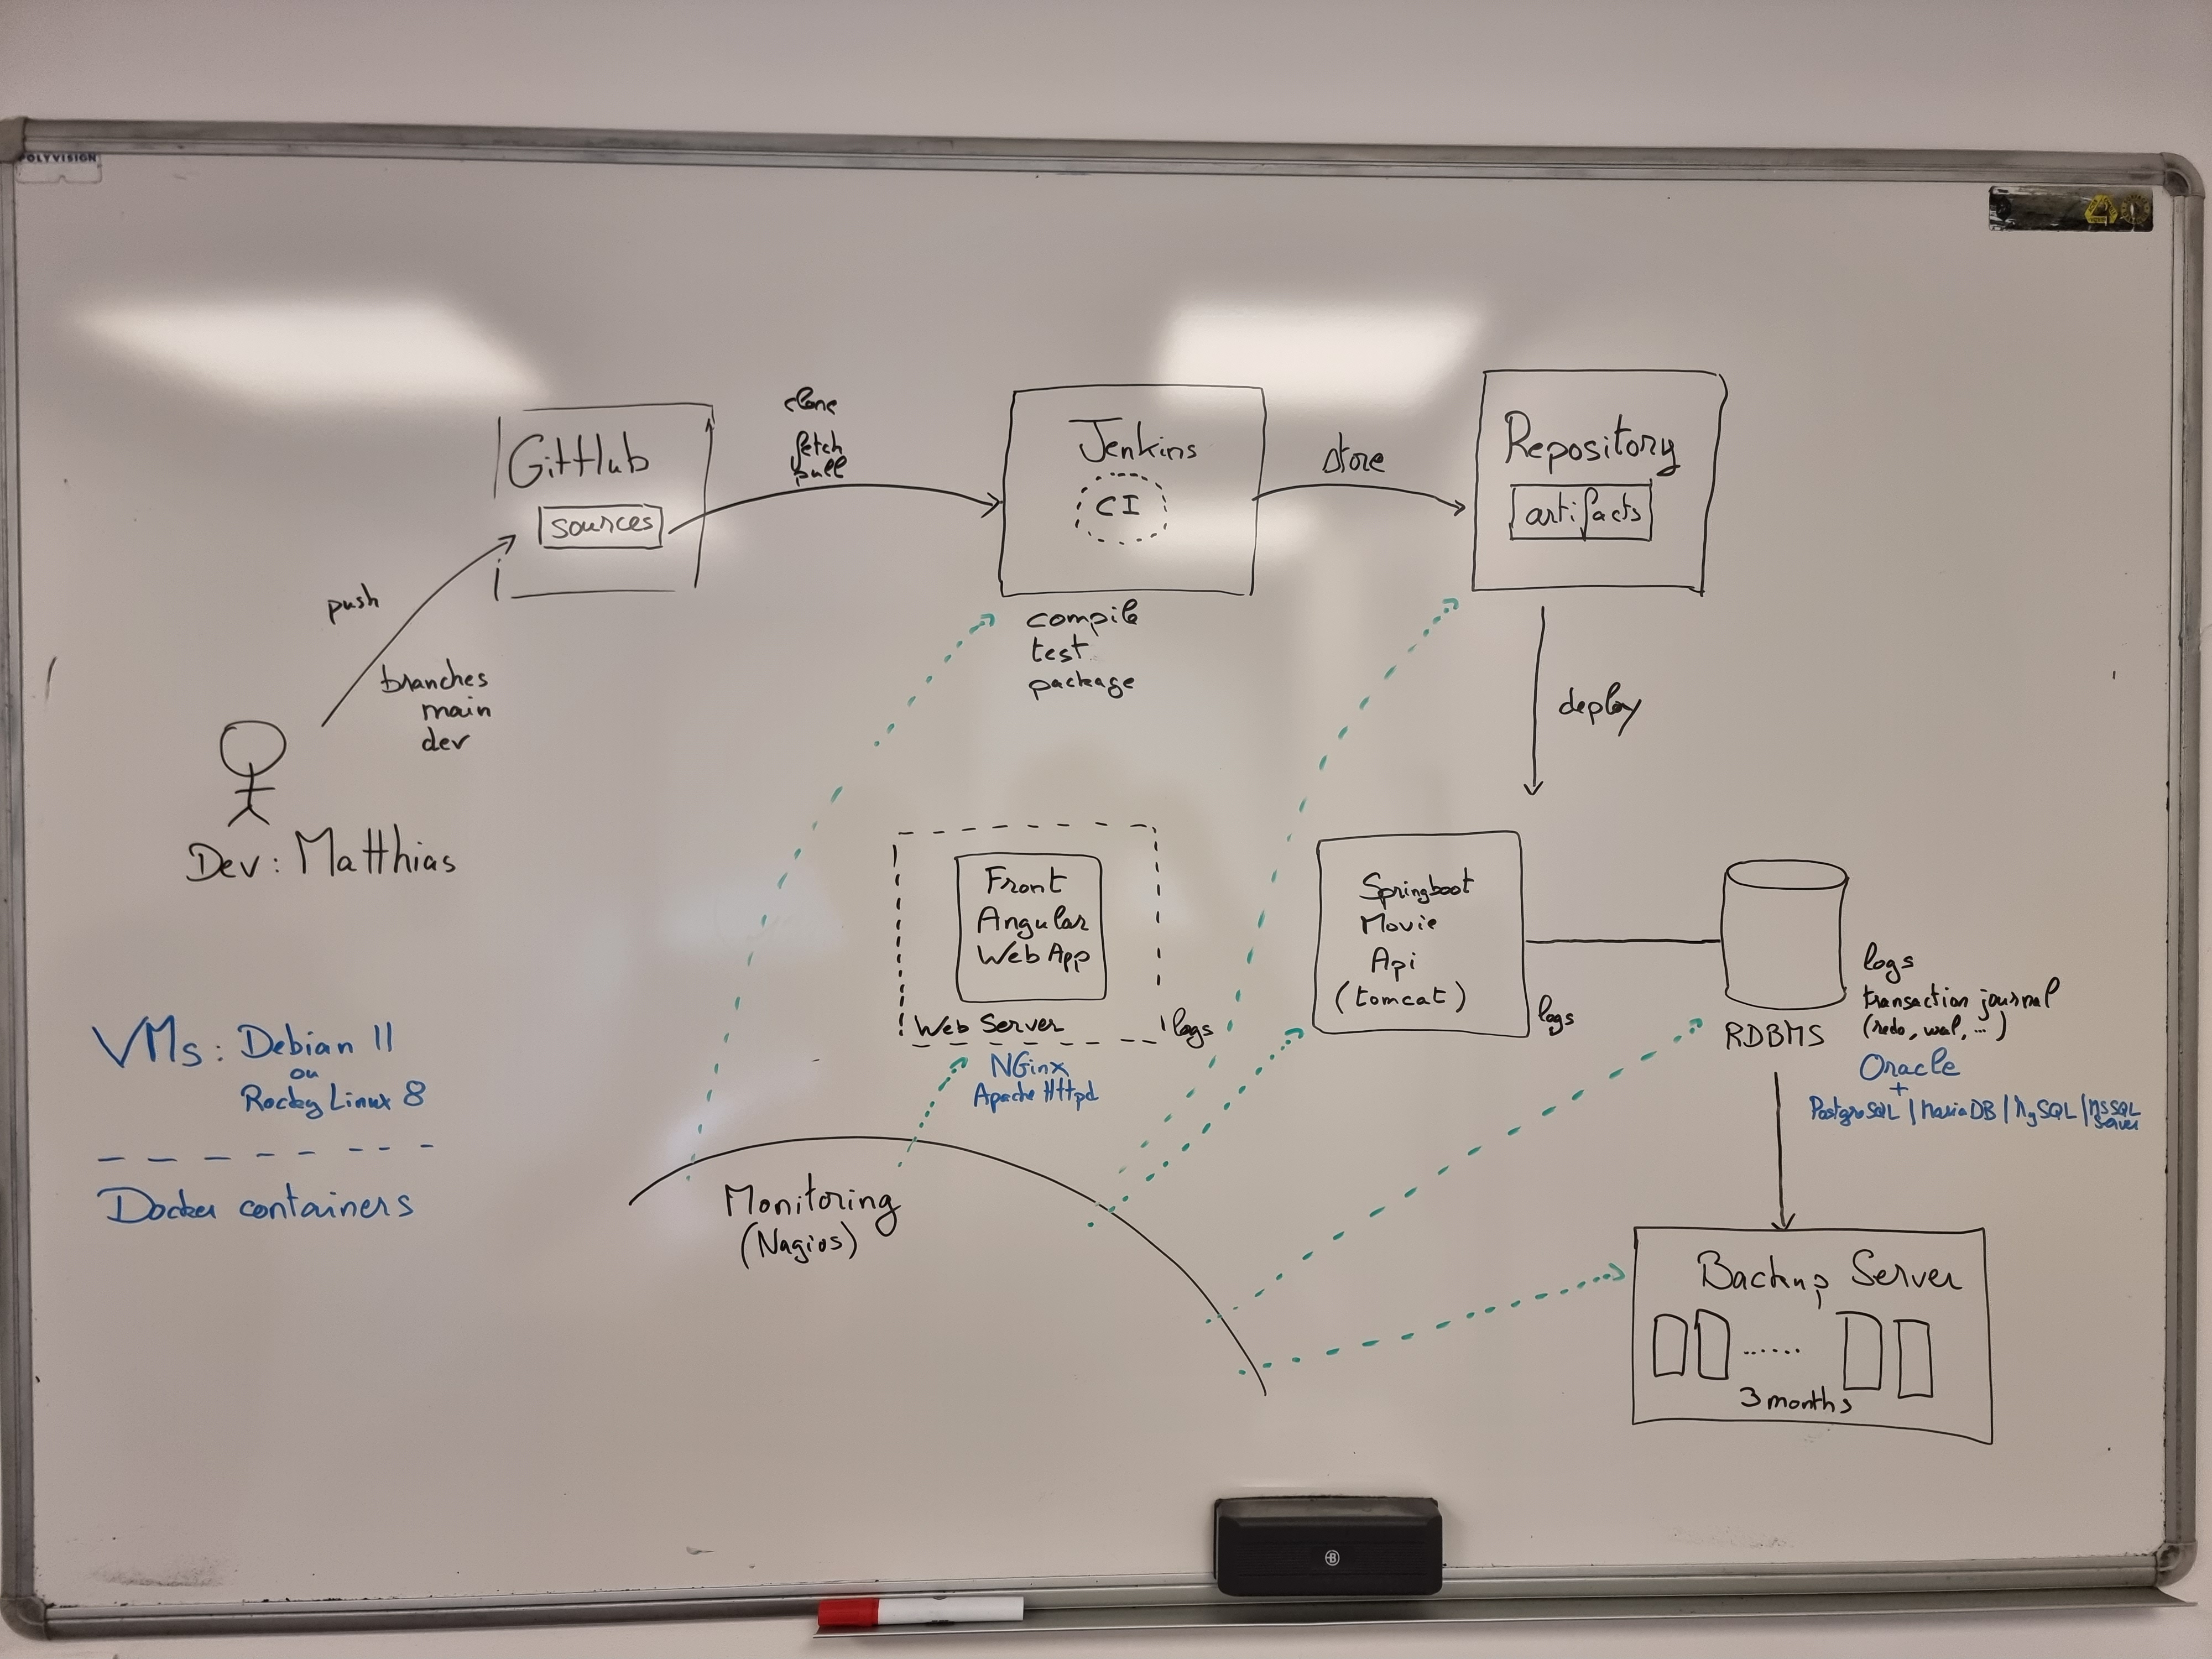 POLYVISION
GitHub
sources
clone
fetch
pull
Jenkins
CI
compile
test
package
store
Repository
artifacts
push
branches
main
dev
Dev: Matthias
deploy
Front
Angular
Web App
Web Server
logs
NGinx
Apache Httpd
Springboot
Movie
Api
(tomcat)
logs
RDBMS
logs
transaction journal
(redo, wal, ...)
Oracle
+
PostgreSQL | MariaDB | MySQL | MSSQL
Server
VMs: Debian 11
ou
Rocky Linux 8
Docker containers
Monitoring
(Nagios)
Backup Server
......
3 months
B